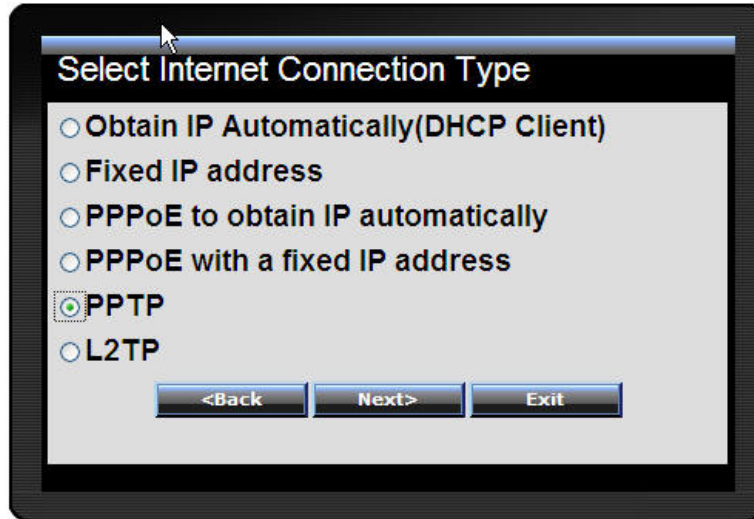 Select Internet Connection Type
Obtain IP Automatically(DHCP Client)
Fixed IP address
PPPoE to obtain IP automatically
PPPoE with a fixed IP address
PPTP
L2TP
<Back Next> Exit